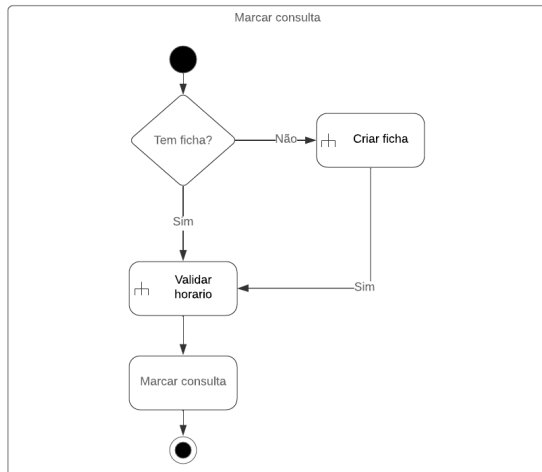 Marcar consulta
Tem ficha?
Não
Criar ficha
Sim
Validar
horario
Sim
Marcar consulta